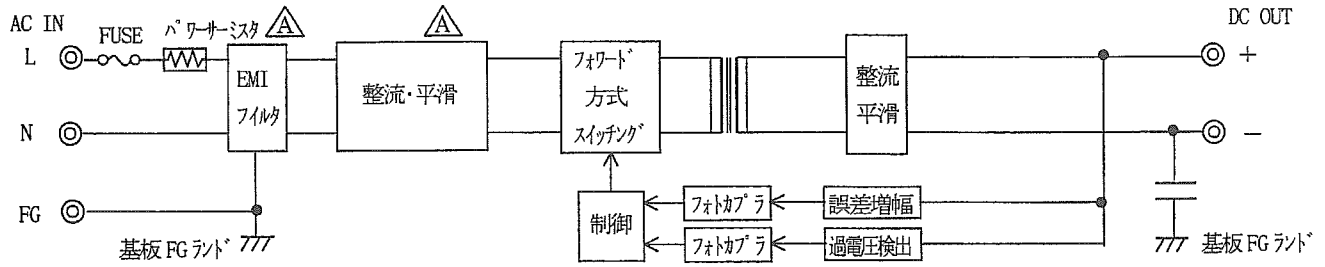 AC IN
DC OUT
FUSE
パワーサーミスタ
A
A
L
+
EMI
フィルタ
整流・平滑
フォワード
方式
スイッチング
整流
平滑
N
−
FG
制御
フォトカプラ
誤差増幅
フォトカプラ
過電圧検出
基板FGランド
基板FGランド